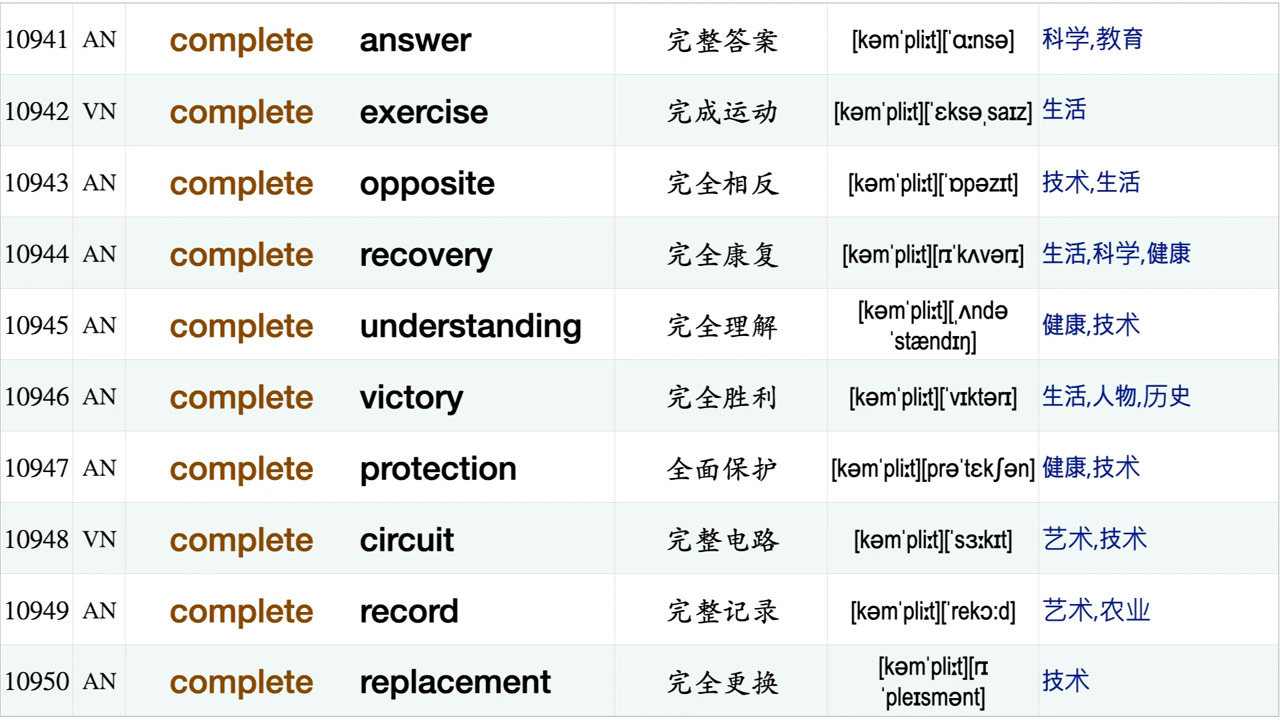 10941 AN complete answer 完整答案 [kəmˈpliːt][ˈɑːnsə] 科学,教育
10942 VN complete exercise 完成运动 [kəmˈpliːt][ˈɛksəˌsaɪz] 生活
10943 AN complete opposite 完全相反 [kəmˈpliːt][ˈɒpəzɪt] 技术,生活
10944 AN complete recovery 完全康复 [kəmˈpliːt][rɪˈkʌvərɪ] 生活,科学,健康
10945 AN complete understanding 完全理解 [kəmˈpliːt][ˌʌndə
ˈstændɪŋ] 健康,技术
10946 AN complete victory 完全胜利 [kəmˈpliːt][ˈvɪktərɪ] 生活,人物,历史
10947 AN complete protection 全面保护 [kəmˈpliːt][prəˈtɛkʃən] 健康,技术
10948 VN complete circuit 完整电路 [kəmˈpliːt][ˈsɜːkɪt] 艺术,技术
10949 AN complete record 完整记录 [kəmˈpliːt][ˈrekɔ:d] 艺术,农业
10950 AN complete replacement 完全更换 [kəmˈpliːt][rɪ
ˈpleɪsmənt] 技术